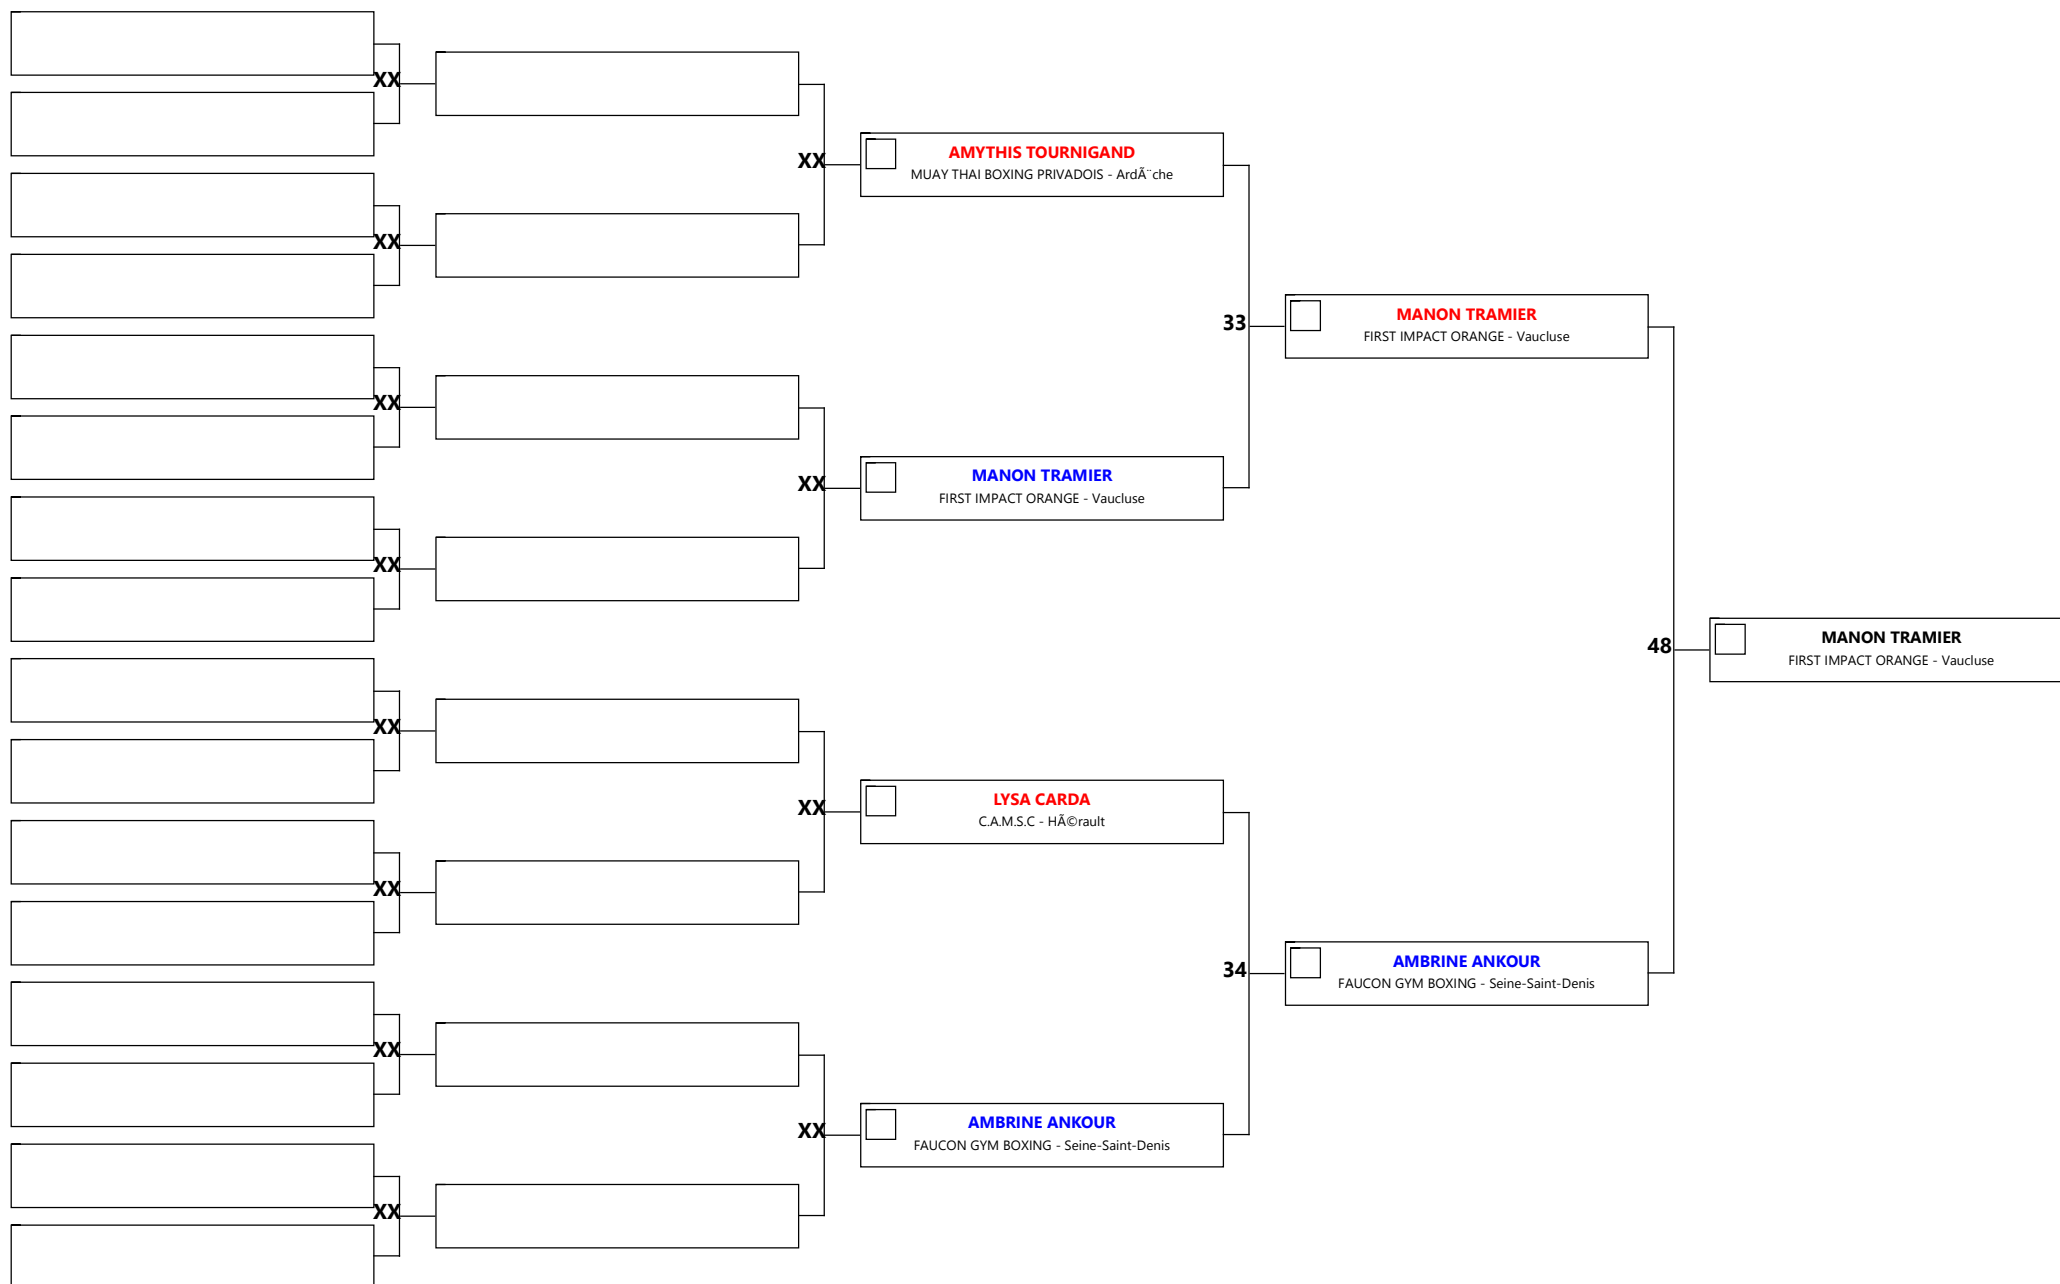 XX
XX
XX
XX
XX
XX
XX
XX
XX
XX
XX
XX
AMYTHIS TOURNIGAND
MUAY THAI BOXING PRIVADOIS - ArdÃ¨che
MANON TRAMIER
FIRST IMPACT ORANGE - Vaucluse
LYSA CARDA
C.A.M.S.C - HÃ©rault
AMBRINE ANKOUR
FAUCON GYM BOXING - Seine-Saint-Denis
33
34
MANON TRAMIER
FIRST IMPACT ORANGE - Vaucluse
AMBRINE ANKOUR
FAUCON GYM BOXING - Seine-Saint-Denis
48
MANON TRAMIER
FIRST IMPACT ORANGE - Vaucluse